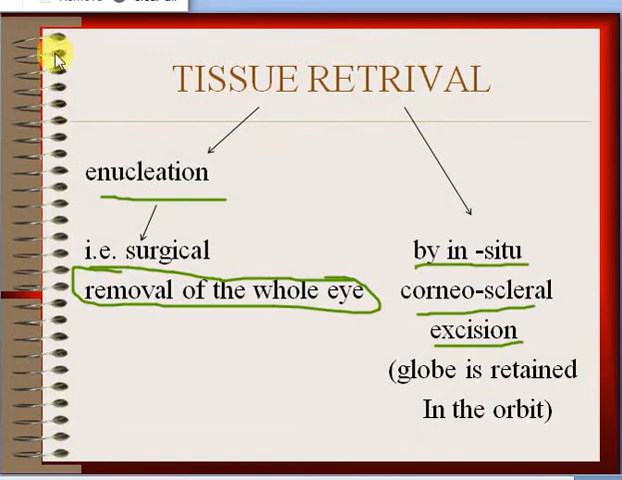 TISSUE RETRIVAL
enucleation
i.e. surgical
removal of the whole eye
by in -situ
corneo-scleral
excision
(globe is retained
In the orbit)